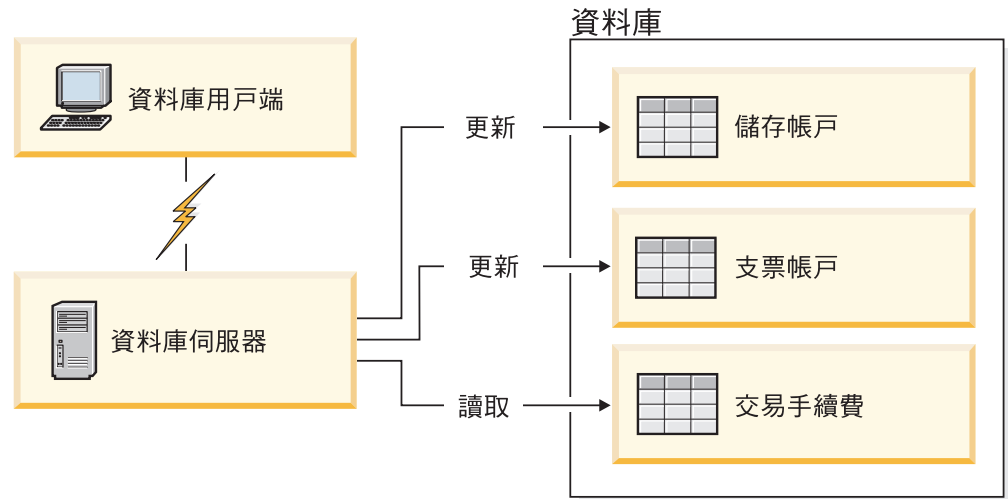 資料庫
資料庫用戶端
更新
儲存帳戶
更新
支票帳戶
資料庫伺服器
讀取
交易手續費